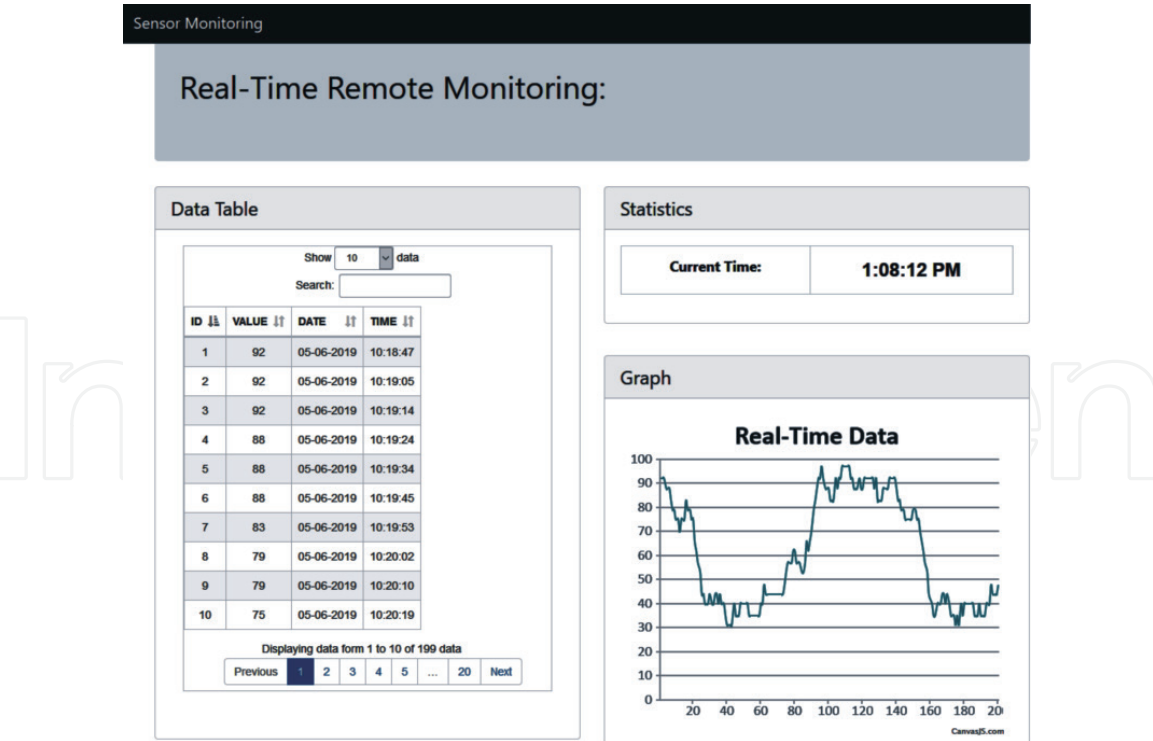 Sensor Monitoring
Real-Time Remote Monitoring:
Data Table
Show 10 data
Search:
ID VALUE DATE TIME
1 92 05-06-2019 10:18:47
2 92 05-06-2019 10:19:05
3 92 05-06-2019 10:19:14
4 88 05-06-2019 10:19:24
5 88 05-06-2019 10:19:34
6 88 05-06-2019 10:19:45
7 83 05-06-2019 10:19:53
8 79 05-06-2019 10:20:02
9 79 05-06-2019 10:20:10
10 75 05-06-2019 10:20:19
Displaying data form 1 to 10 of 199 data
Previous 1 2 3 4 5 ... 20 Next
Statistics
Current Time: 1:08:12 PM
Graph
Real-Time Data
100
90
80
70
60
50
40
30
20
10
0
20 40 60 80 100 120 140 160 180
CanvasJS.com